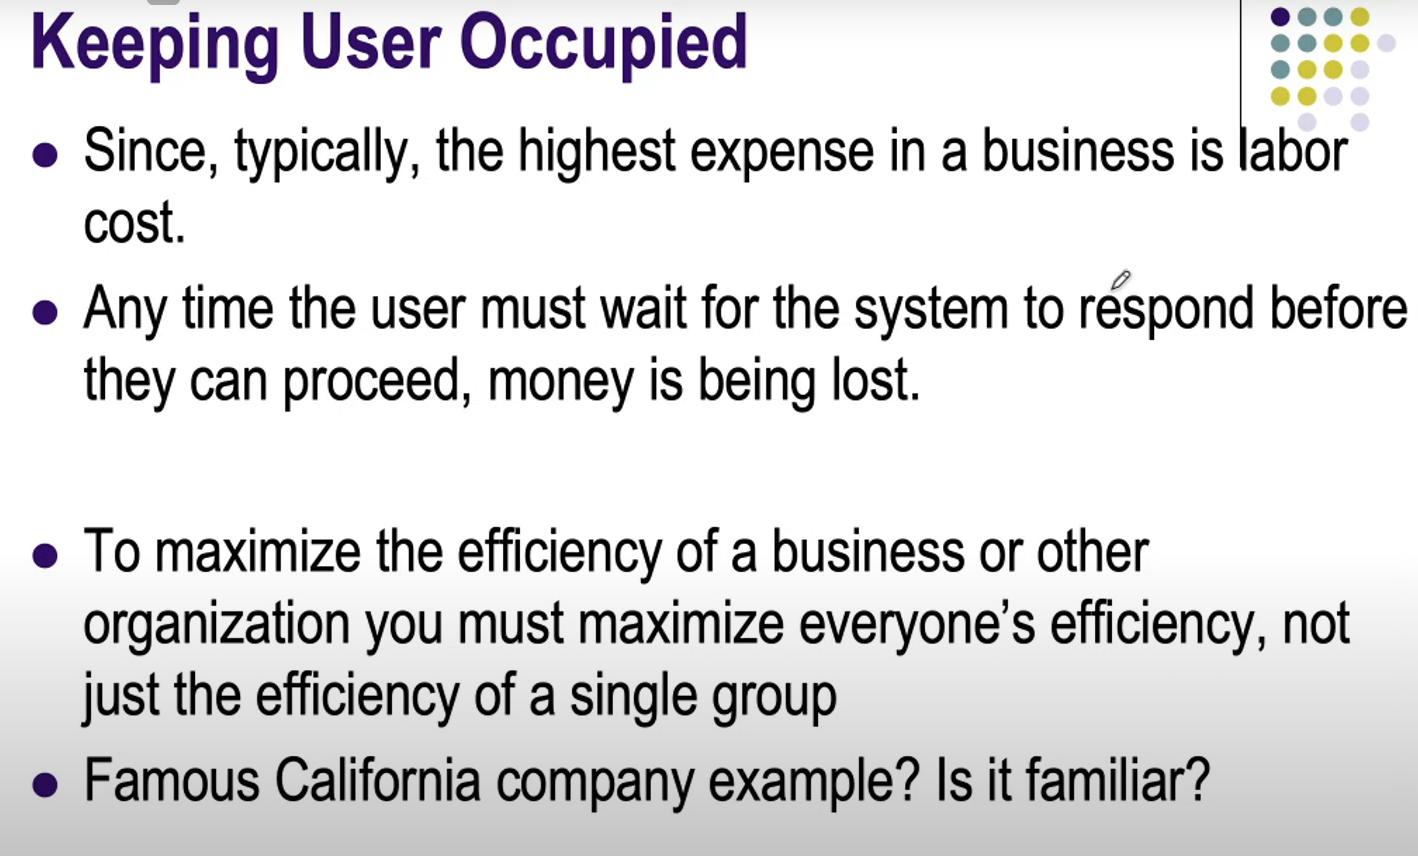 Keeping User Occupied
● Since, typically, the highest expense in a business is labor
cost.
● Any time the user must wait for the system to respond before
they can proceed, money is being lost.
● To maximize the efficiency of a business or other
organization you must maximize everyone’s efficiency, not
just the efficiency of a single group
● Famous California company example? Is it familiar?